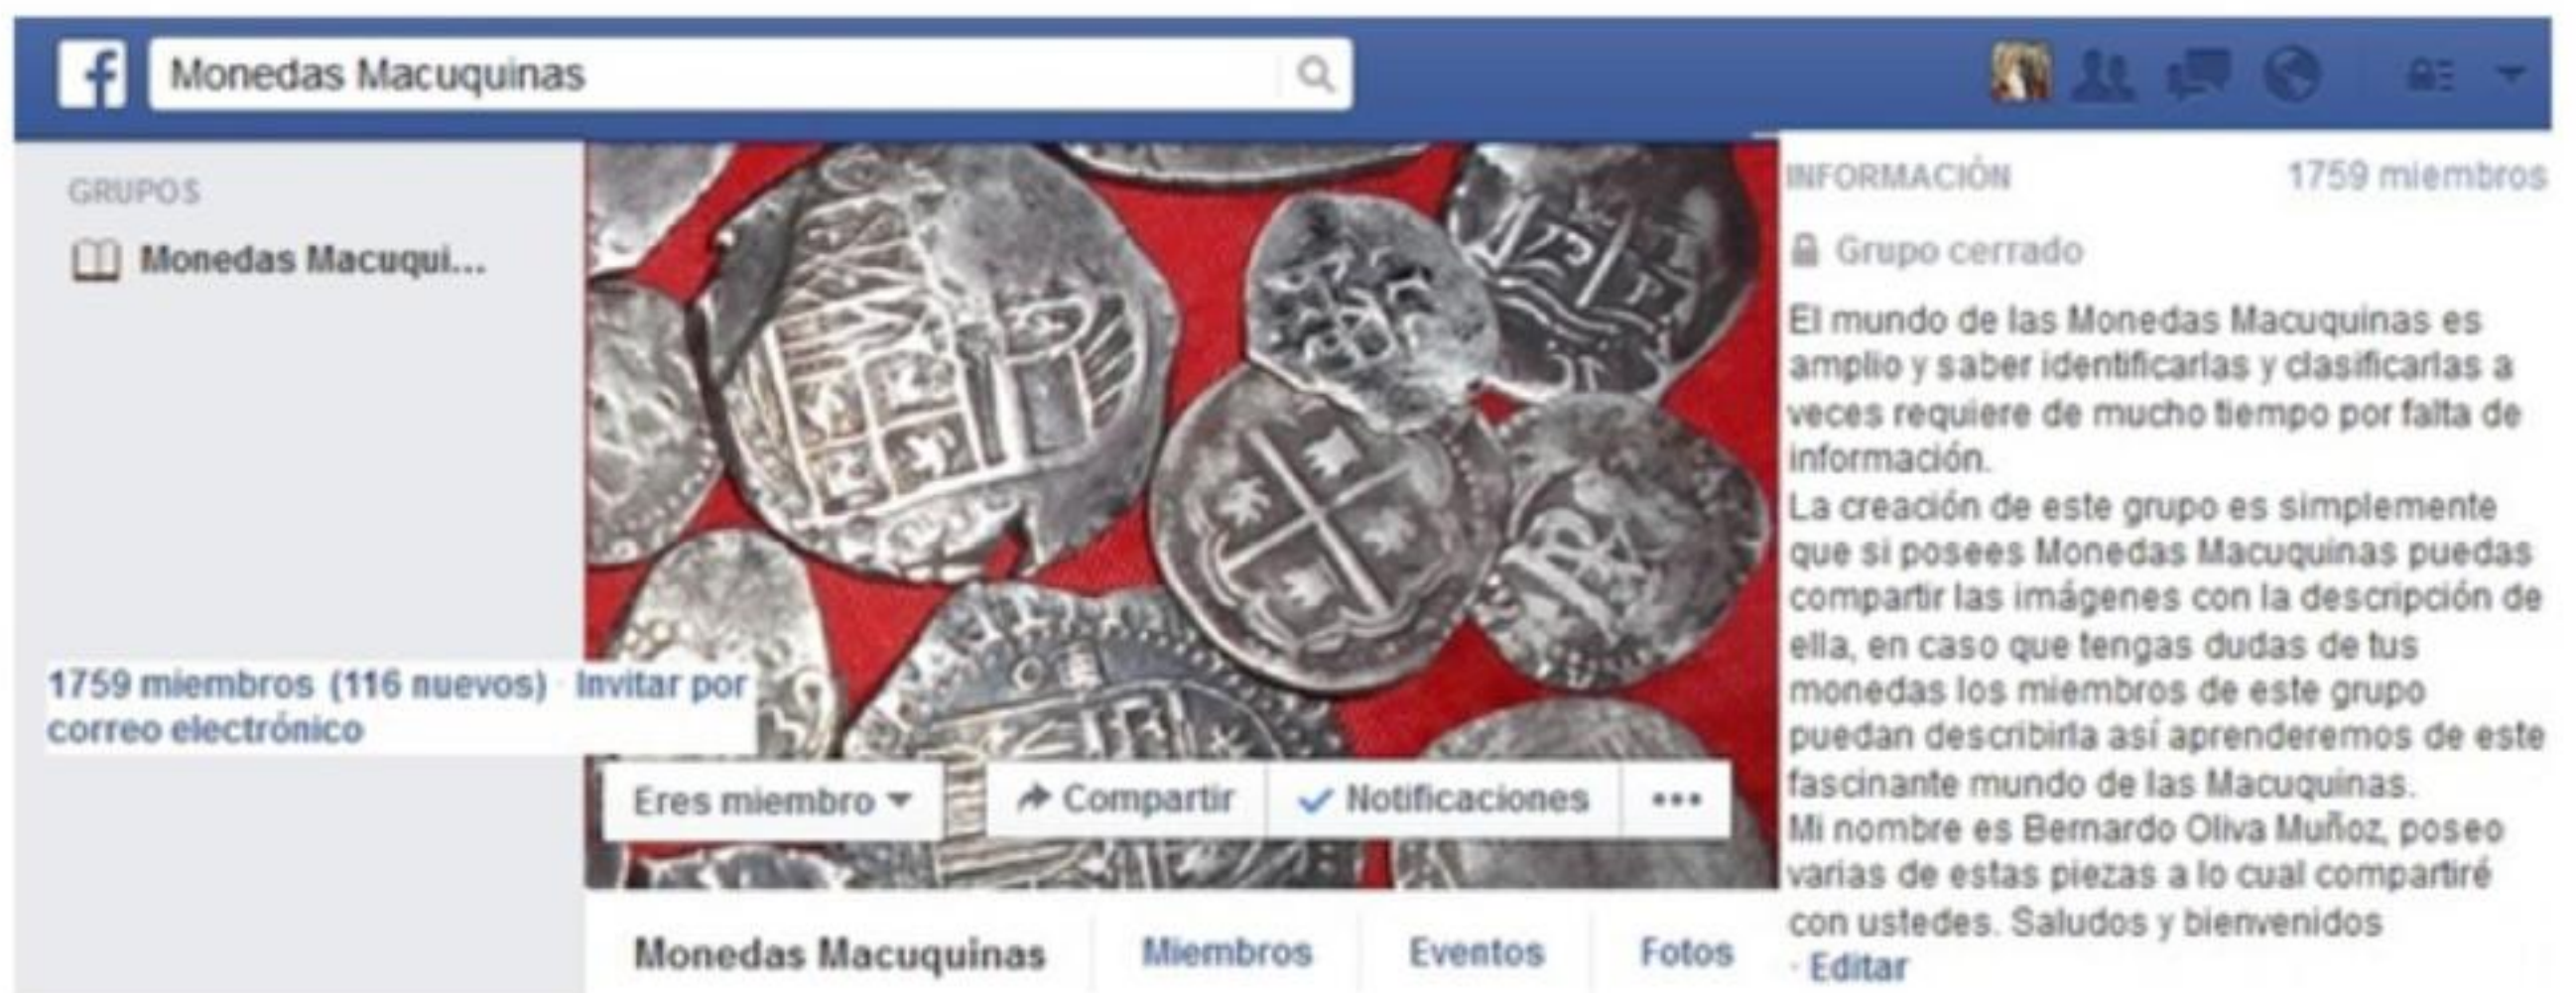 f
Monedas Macuquinas
GRUPOS
Monedas Macuqui...
1759 miembros (116 nuevos) · Invitar por
correo electrónico
Eres miembro
Compartir
Notificaciones
...
Monedas Macuquinas
Miembros
Eventos
Fotos
INFORMACIÓN
1759 miembros
Grupo cerrado
El mundo de las Monedas Macuquinas es
amplio y saber identificarlas y clasificarlas a
veces requiere de mucho tiempo por falta de
información.
La creación de este grupo es simplemente
que si posees Monedas Macuquinas puedas
compartir las imágenes con la descripción de
ella, en caso que tengas dudas de tus
monedas los miembros de este grupo
puedan describirla así aprenderemos de este
fascinante mundo de las Macuquinas.
Mi nombre es Bernardo Oliva Muñoz, poseo
varias de estas piezas a lo cual compartiré
con ustedes. Saludos y bienvenidos
· Editar